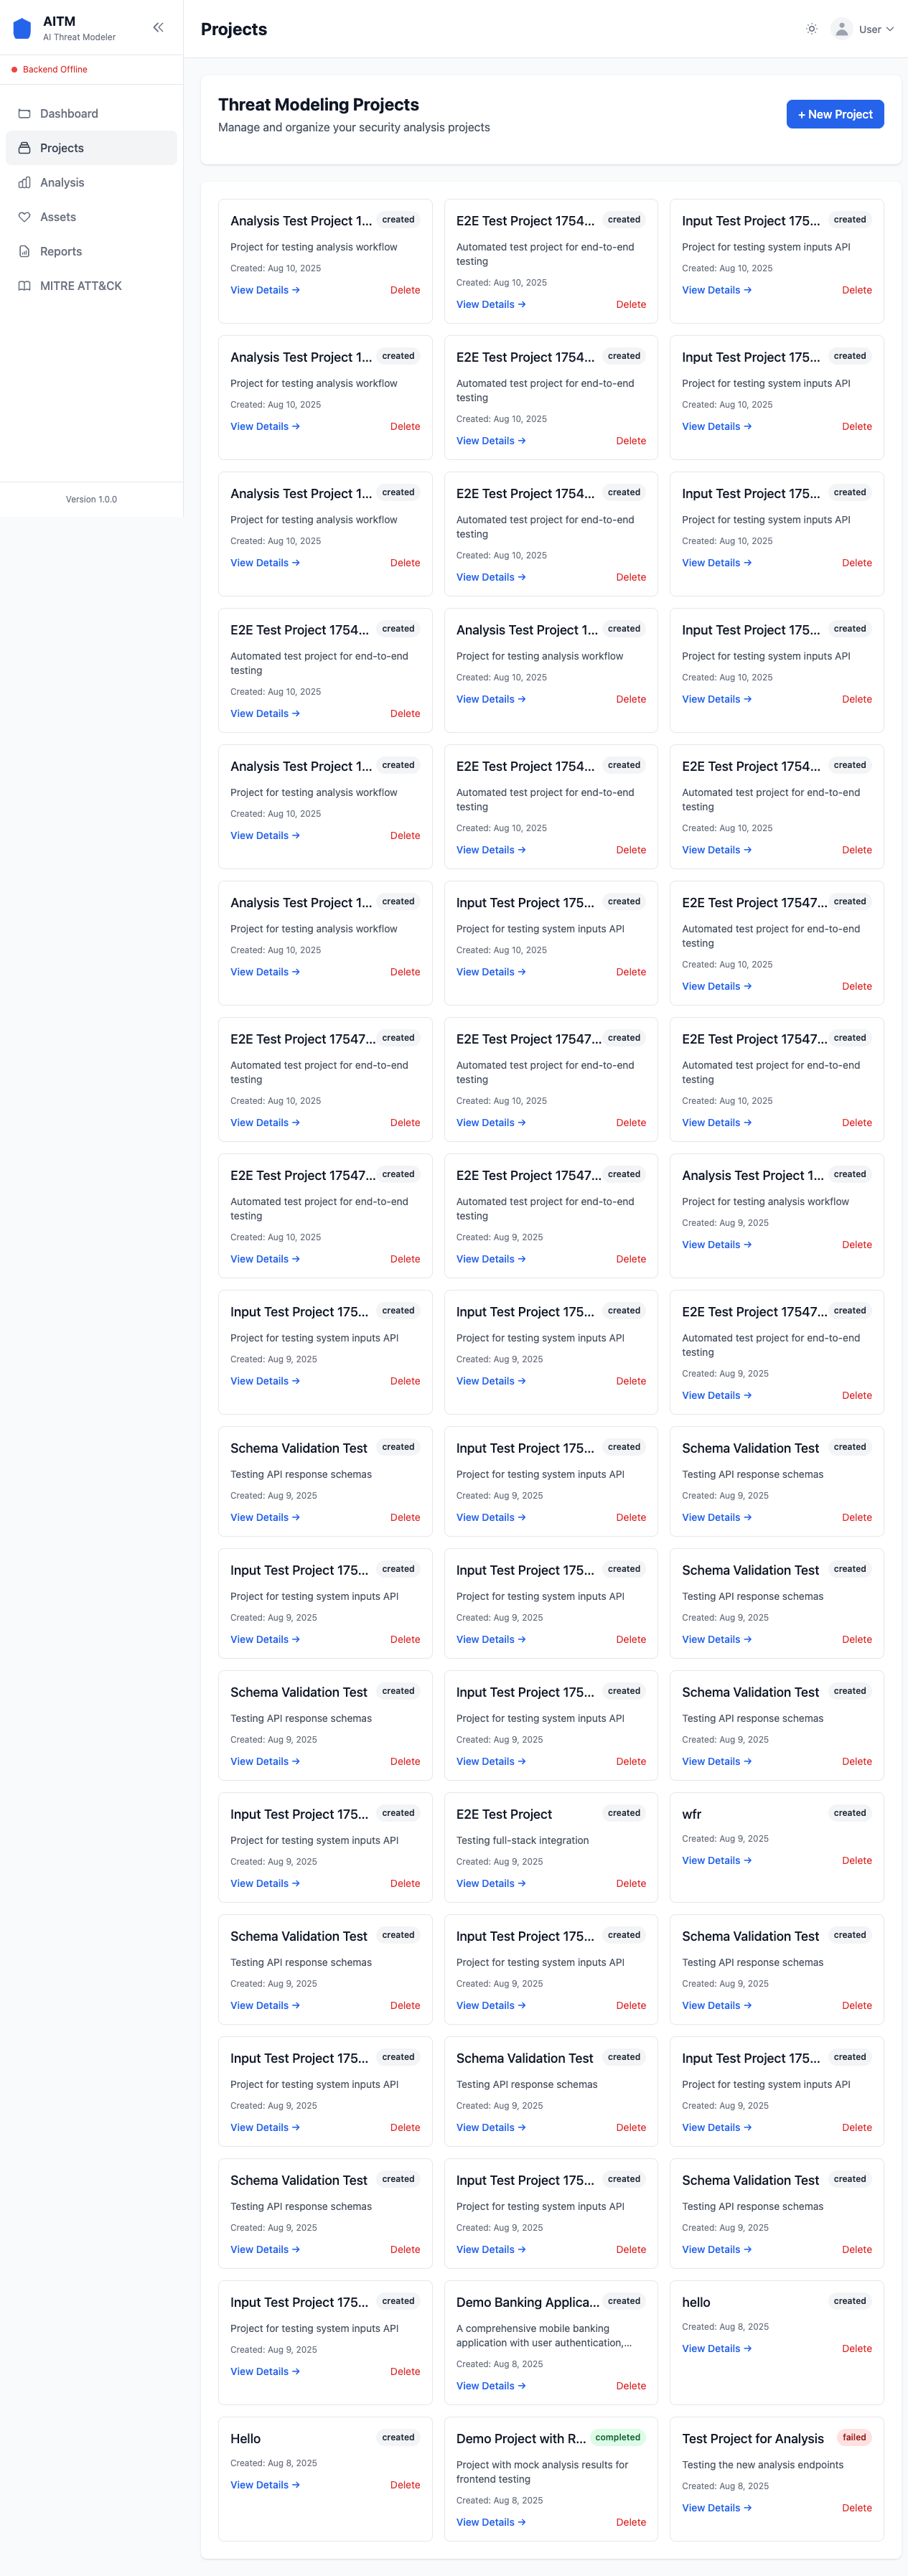 AITM
AI Threat Modeler
Backend Offline
Dashboard
Projects
Analysis
Assets
Reports
MITRE ATT&CK
Version 1.0.0
Projects
User
Threat Modeling Projects
Manage and organize your security analysis projects
+ New Project
Analysis Test Project 1... created
Project for testing analysis workflow
Created: Aug 10, 2025
View Details → Delete
E2E Test Project 1754... created
Automated test project for end-to-end
testing
Created: Aug 10, 2025
View Details → Delete
Input Test Project 175... created
Project for testing system inputs API
Created: Aug 10, 2025
View Details → Delete
Analysis Test Project 1... created
Project for testing analysis workflow
Created: Aug 10, 2025
View Details → Delete
E2E Test Project 1754... created
Automated test project for end-to-end
testing
Created: Aug 10, 2025
View Details → Delete
Input Test Project 175... created
Project for testing system inputs API
Created: Aug 10, 2025
View Details → Delete
Analysis Test Project 1... created
Project for testing analysis workflow
Created: Aug 10, 2025
View Details → Delete
E2E Test Project 1754... created
Automated test project for end-to-end
testing
Created: Aug 10, 2025
View Details → Delete
Input Test Project 175... created
Project for testing system inputs API
Created: Aug 10, 2025
View Details → Delete
E2E Test Project 1754... created
Automated test project for end-to-end
testing
Created: Aug 10, 2025
View Details → Delete
Analysis Test Project 1... created
Project for testing analysis workflow
Created: Aug 10, 2025
View Details → Delete
Input Test Project 175... created
Project for testing system inputs API
Created: Aug 10, 2025
View Details → Delete
Analysis Test Project 1... created
Project for testing analysis workflow
Created: Aug 10, 2025
View Details → Delete
E2E Test Project 1754... created
Automated test project for end-to-end
testing
Created: Aug 10, 2025
View Details → Delete
E2E Test Project 1754... created
Automated test project for end-to-end
testing
Created: Aug 10, 2025
View Details → Delete
Analysis Test Project 1... created
Project for testing analysis workflow
Created: Aug 10, 2025
View Details → Delete
Input Test Project 175... created
Project for testing system inputs API
Created: Aug 10, 2025
View Details → Delete
E2E Test Project 17547... created
Automated test project for end-to-end
testing
Created: Aug 10, 2025
View Details → Delete
E2E Test Project 17547... created
Automated test project for end-to-end
testing
Created: Aug 10, 2025
View Details → Delete
E2E Test Project 17547... created
Automated test project for end-to-end
testing
Created: Aug 10, 2025
View Details → Delete
E2E Test Project 17547... created
Automated test project for end-to-end
testing
Created: Aug 10, 2025
View Details → Delete
E2E Test Project 17547... created
Automated test project for end-to-end
testing
Created: Aug 10, 2025
View Details → Delete
E2E Test Project 17547... created
Automated test project for end-to-end
testing
Created: Aug 9, 2025
View Details → Delete
Analysis Test Project 1... created
Project for testing analysis workflow
Created: Aug 9, 2025
View Details → Delete
Input Test Project 175... created
Project for testing system inputs API
Created: Aug 9, 2025
View Details → Delete
Input Test Project 175... created
Project for testing system inputs API
Created: Aug 9, 2025
View Details → Delete
E2E Test Project 17547... created
Automated test project for end-to-end
testing
Created: Aug 9, 2025
View Details → Delete
Schema Validation Test created
Testing API response schemas
Created: Aug 9, 2025
View Details → Delete
Input Test Project 175... created
Project for testing system inputs API
Created: Aug 9, 2025
View Details → Delete
Schema Validation Test created
Testing API response schemas
Created: Aug 9, 2025
View Details → Delete
Input Test Project 175... created
Project for testing system inputs API
Created: Aug 9, 2025
View Details → Delete
Input Test Project 175... created
Project for testing system inputs API
Created: Aug 9, 2025
View Details → Delete
Schema Validation Test created
Testing API response schemas
Created: Aug 9, 2025
View Details → Delete
Schema Validation Test created
Testing API response schemas
Created: Aug 9, 2025
View Details → Delete
Input Test Project 175... created
Project for testing system inputs API
Created: Aug 9, 2025
View Details → Delete
Schema Validation Test created
Testing API response schemas
Created: Aug 9, 2025
View Details → Delete
Input Test Project 175... created
Project for testing system inputs API
Created: Aug 9, 2025
View Details → Delete
E2E Test Project created
Testing full-stack integration
Created: Aug 9, 2025
View Details → Delete
wfr created
Created: Aug 9, 2025
View Details → Delete
Schema Validation Test created
Testing API response schemas
Created: Aug 9, 2025
View Details → Delete
Input Test Project 175... created
Project for testing system inputs API
Created: Aug 9, 2025
View Details → Delete
Schema Validation Test created
Testing API response schemas
Created: Aug 9, 2025
View Details → Delete
Input Test Project 175... created
Project for testing system inputs API
Created: Aug 9, 2025
View Details → Delete
Schema Validation Test created
Testing API response schemas
Created: Aug 9, 2025
View Details → Delete
Input Test Project 175... created
Project for testing system inputs API
Created: Aug 9, 2025
View Details → Delete
Schema Validation Test created
Testing API response schemas
Created: Aug 9, 2025
View Details → Delete
Input Test Project 175... created
Project for testing system inputs API
Created: Aug 9, 2025
View Details → Delete
Schema Validation Test created
Testing API response schemas
Created: Aug 9, 2025
View Details → Delete
Input Test Project 175... created
Project for testing system inputs API
Created: Aug 9, 2025
View Details → Delete
Demo Banking Applica... created
A comprehensive mobile banking
application with user authentication,...
Created: Aug 8, 2025
View Details → Delete
hello created
Created: Aug 8, 2025
View Details → Delete
Hello created
Created: Aug 8, 2025
View Details → Delete
Demo Project with R... completed
Project with mock analysis results for
frontend testing
Created: Aug 8, 2025
View Details → Delete
Test Project for Analysis failed
Testing the new analysis endpoints
Created: Aug 8, 2025
View Details → Delete